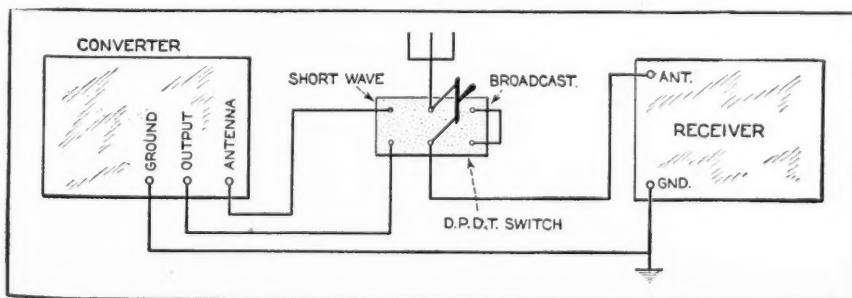 CONVERTER
SHORT WAVE
BROADCAST.
ANT.
RECEIVER
GND.
GROUND
OUTPUT
ANTENNA
D.P.D.T. SWITCH